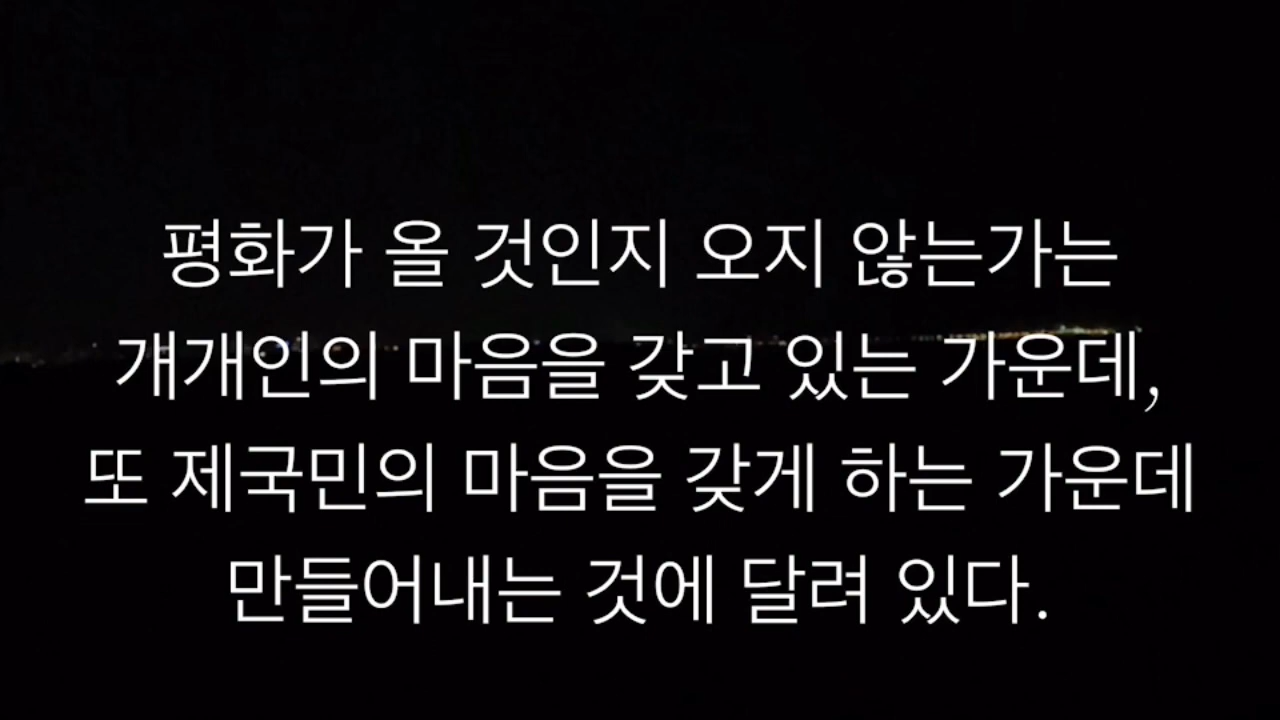 평화가 올 것인지 오지 않는가는
걔개인의 마음을 갖고 있는 가운데,
또 제국민의 마음을 갖게 하는 가운데
만들어내는 것에 달려 있다.